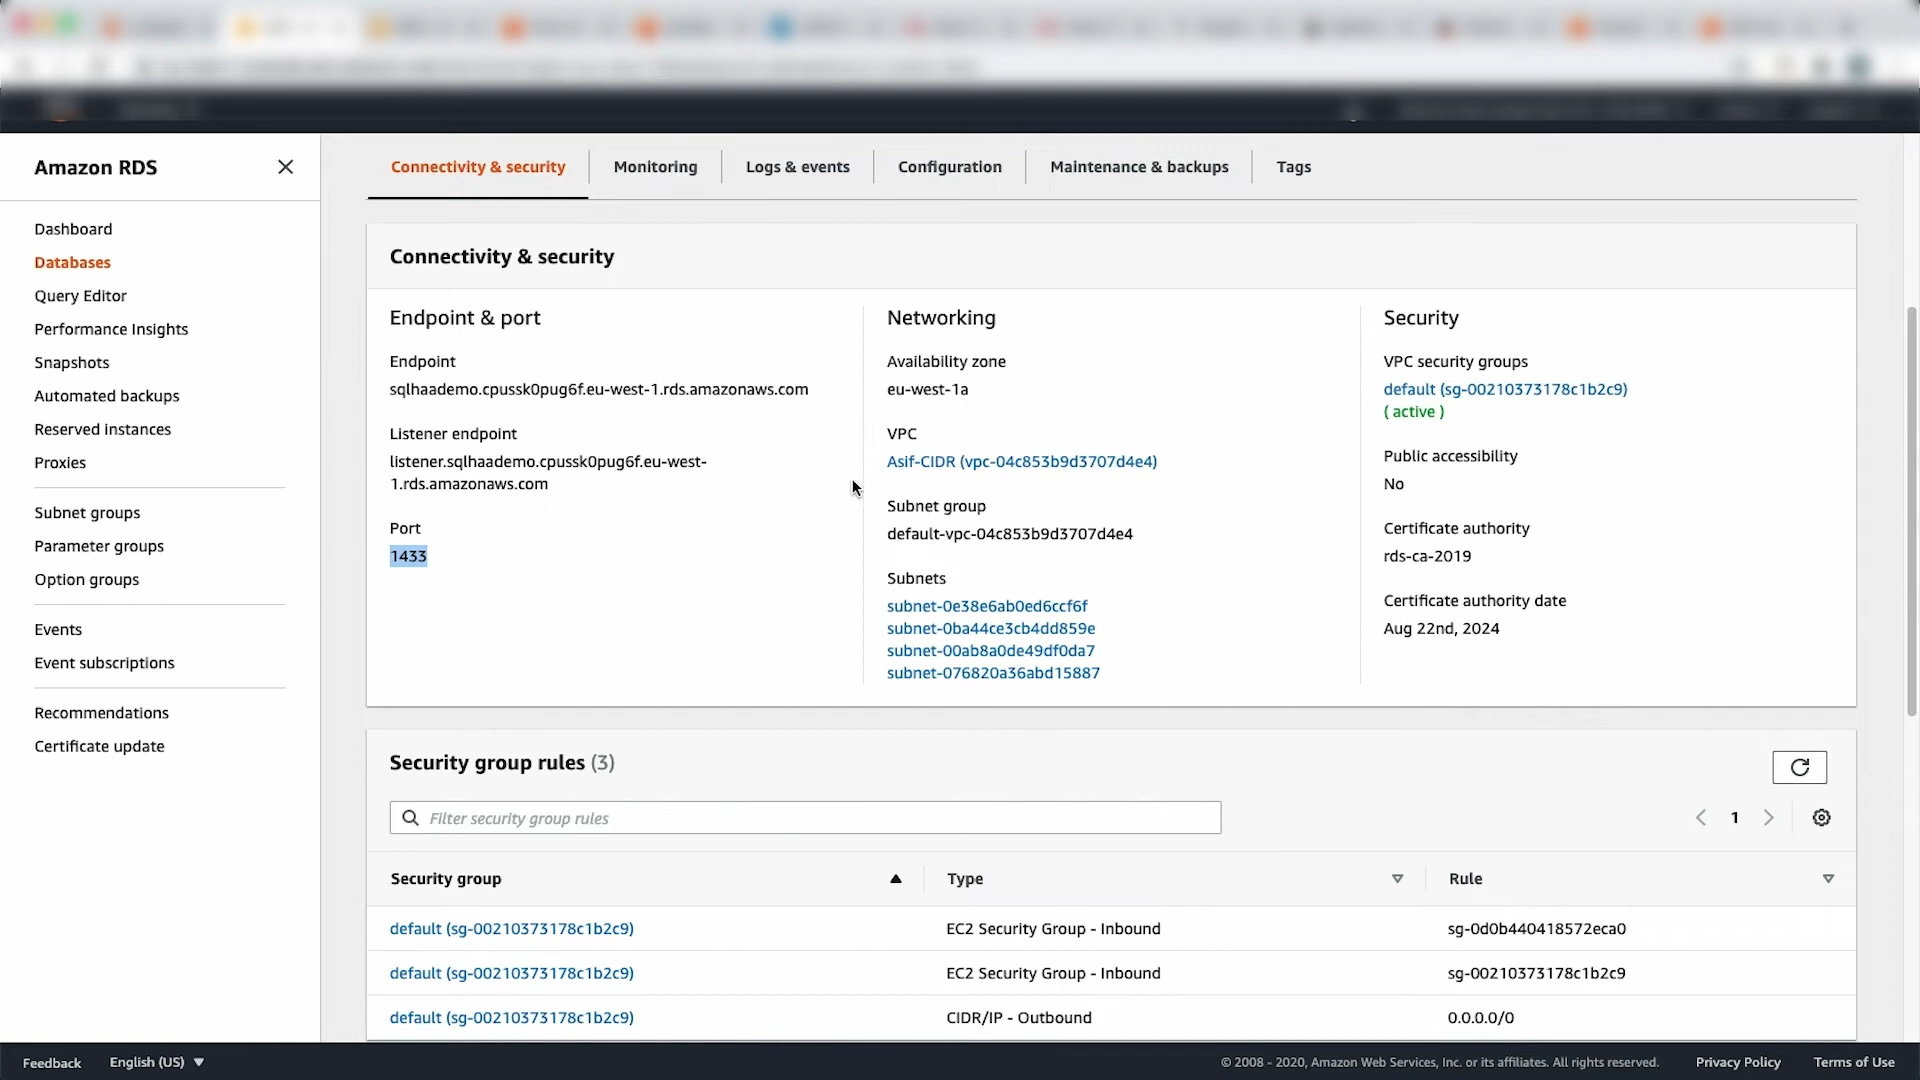 Amazon RDS
Dashboard
Databases
Query Editor
Performance Insights
Snapshots
Automated backups
Reserved instances
Proxies
Subnet groups
Parameter groups
Option groups
Events
Event subscriptions
Recommendations
Certificate update
Connectivity & security
Monitoring
Logs & events
Configuration
Maintenance & backups
Tags
Connectivity & security
Endpoint & port
Endpoint
sqlhaademo.cpussk0pug6f.eu-west-1.rds.amazonaws.com
Listener endpoint
listener.sqlhaademo.cpussk0pug6f.eu-west-
1.rds.amazonaws.com
Port
1433
Networking
Availability zone
eu-west-1a
VPC
Asif-CIDR (vpc-04c853b9d3707d4e4)
Subnet group
default-vpc-04c853b9d3707d4e4
Subnets
subnet-0e38e6ab0ed6ccf6f
subnet-0ba44ce3cb4dd859e
subnet-00ab8a0de49df0da7
subnet-076820a36abd15887
Security
VPC security groups
default (sg-00210373178c1b2c9)
( active )
Public accessibility
No
Certificate authority
rds-ca-2019
Certificate authority date
Aug 22nd, 2024
Security group rules (3)
Filter security group rules
1
Security group Type Rule
default (sg-00210373178c1b2c9) EC2 Security Group - Inbound sg-0d0b440418572eca0
default (sg-00210373178c1b2c9) EC2 Security Group - Inbound sg-00210373178c1b2c9
default (sg-00210373178c1b2c9) CIDR/IP - Outbound 0.0.0.0/0
Feedback English (US) © 2008 - 2020, Amazon Web Services, Inc. or its affiliates. All rights reserved. Privacy Policy Terms of Use